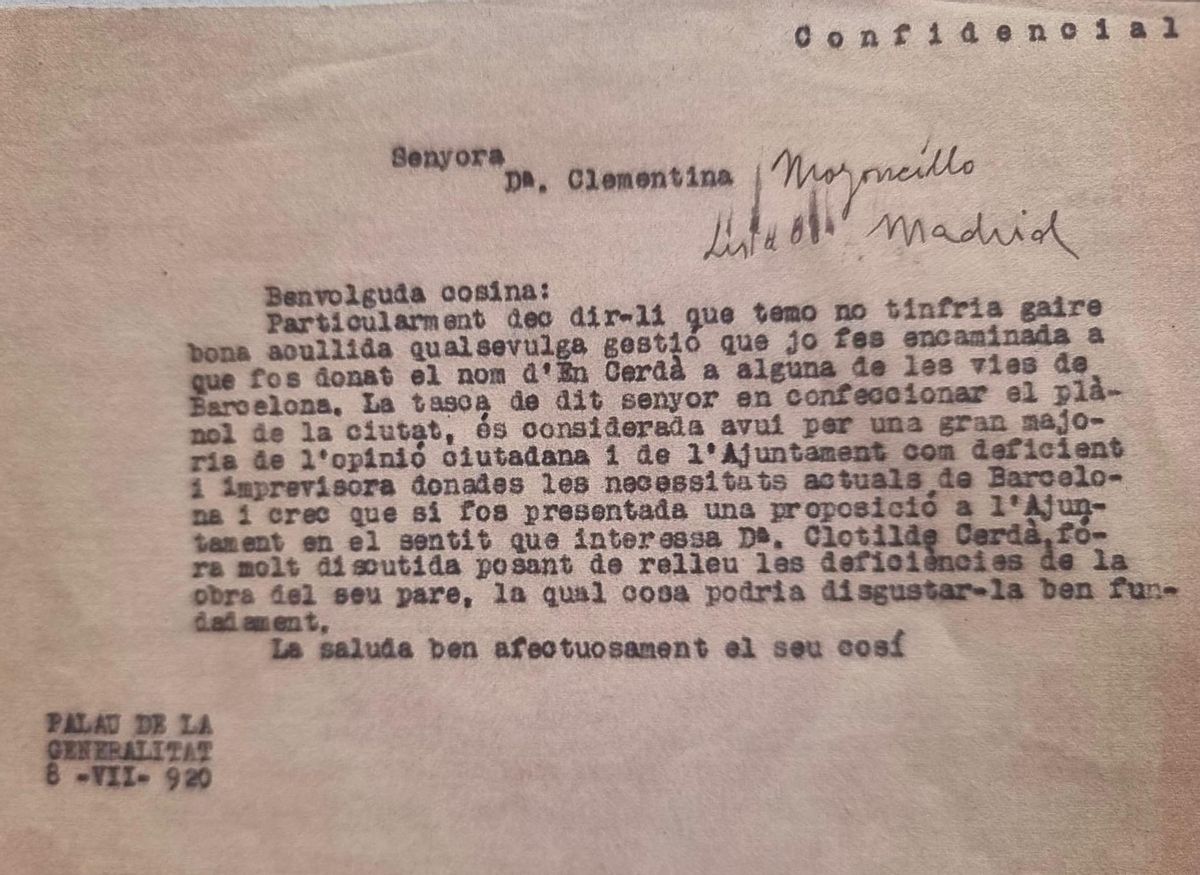 Confidencial
Senyora
Dª. Clementina Mozoncillo
Lista Madrid
Benvolguda cosina:
Particularment dec dir-li que temo no tinfria gaire
bona acullida qualsevulga gestió que jo fes encaminada a
que fos donat el nom d'En Cerdà a alguna de les vies de
Barcelona. La tasca de dit senyor en confeccionar el plà-
nol de la ciutat, és considerada avui per una gran majo-
ria de l'opinió ciutadana i de l'Ajuntament com deficient
i imprevisora donades les necessitats actuals de Barcelo-
na i crec que si fos presentada una proposició a l'Ajun-
tament en el sentit que interessa Dª. Clotilde Cerdà,fó-
ra molt discutida posant de relleu les deficiències de la
obra del seu pare, la qual cosa podria disgustar-la ben fun-
dadament.
La saluda ben afectuosament el seu cosí
PALAU DE LA
GENERALITAT
8 -VII- 920